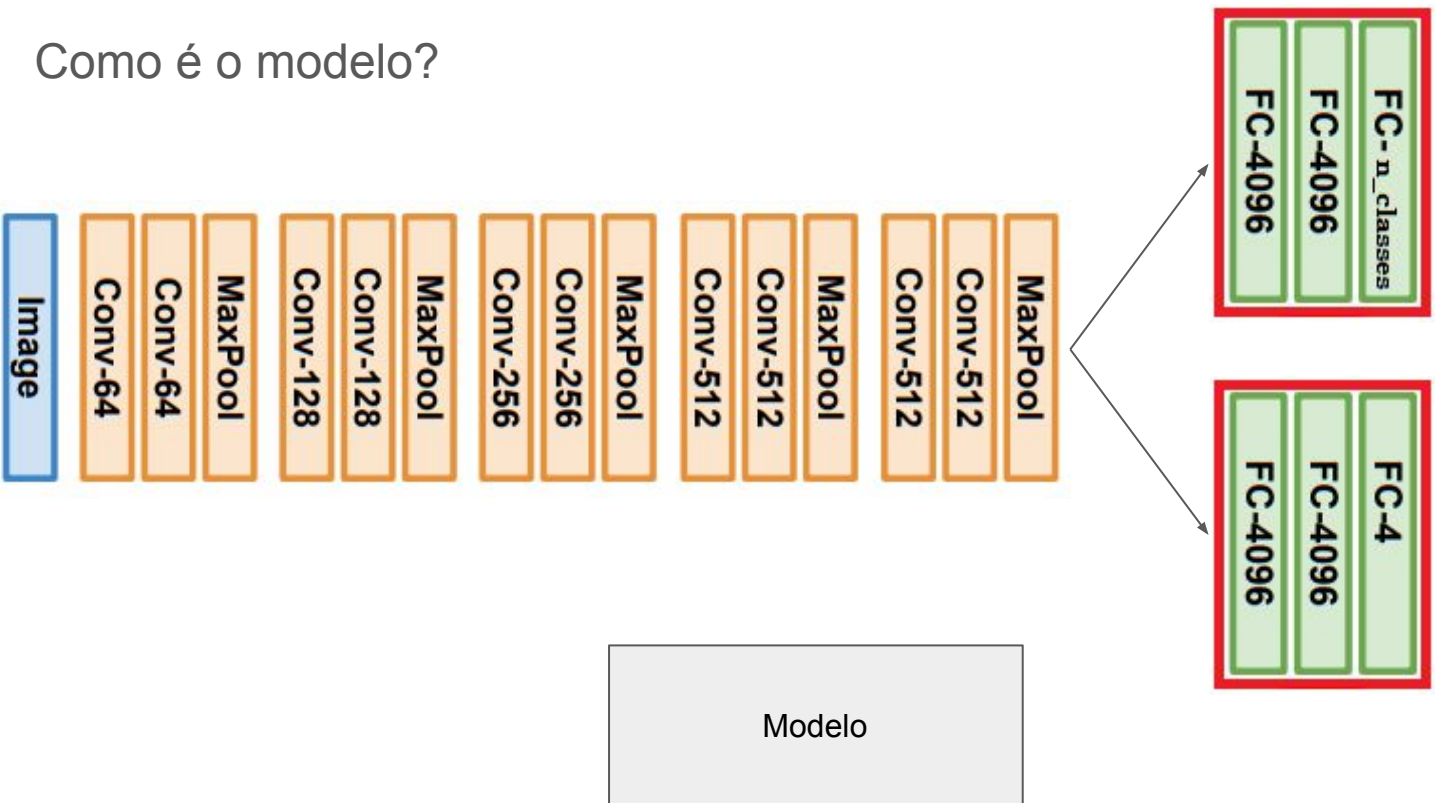 Como é o modelo?
Image
Conv-64
Conv-64
MaxPool
Conv-128
Conv-128
MaxPool
Conv-256
Conv-256
MaxPool
Conv-512
Conv-512
MaxPool
Conv-512
Conv-512
MaxPool
FC-4096
FC-4096
FC-n_classes
FC-4096
FC-4096
FC-4
Modelo